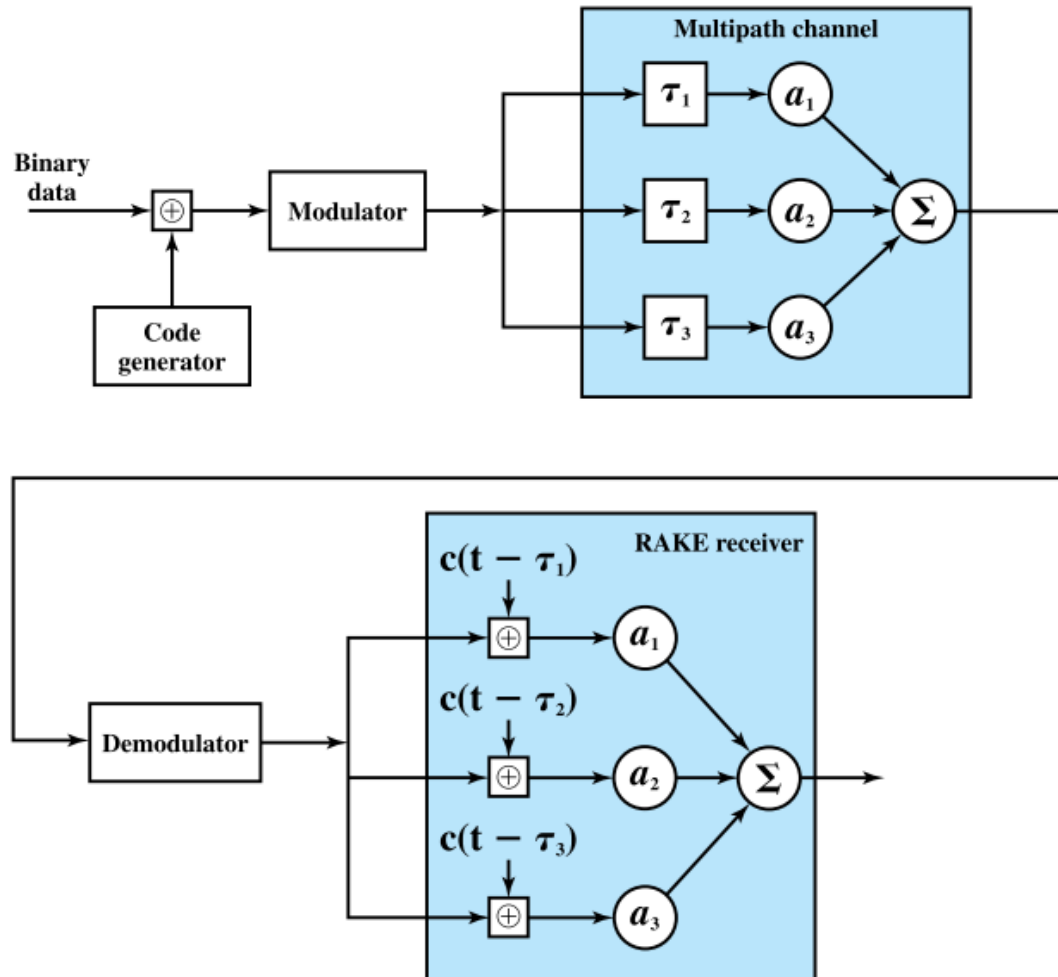 Multipath channel
τ₁ a₁
Binary
data
⊕ Modulator τ₂ a₂ Σ
Code
generator
τ₃ a₃
RAKE receiver
c(t − τ₁)
⊕ a₁
c(t − τ₂)
Demodulator ⊕ a₂ Σ
c(t − τ₃)
⊕ a₃